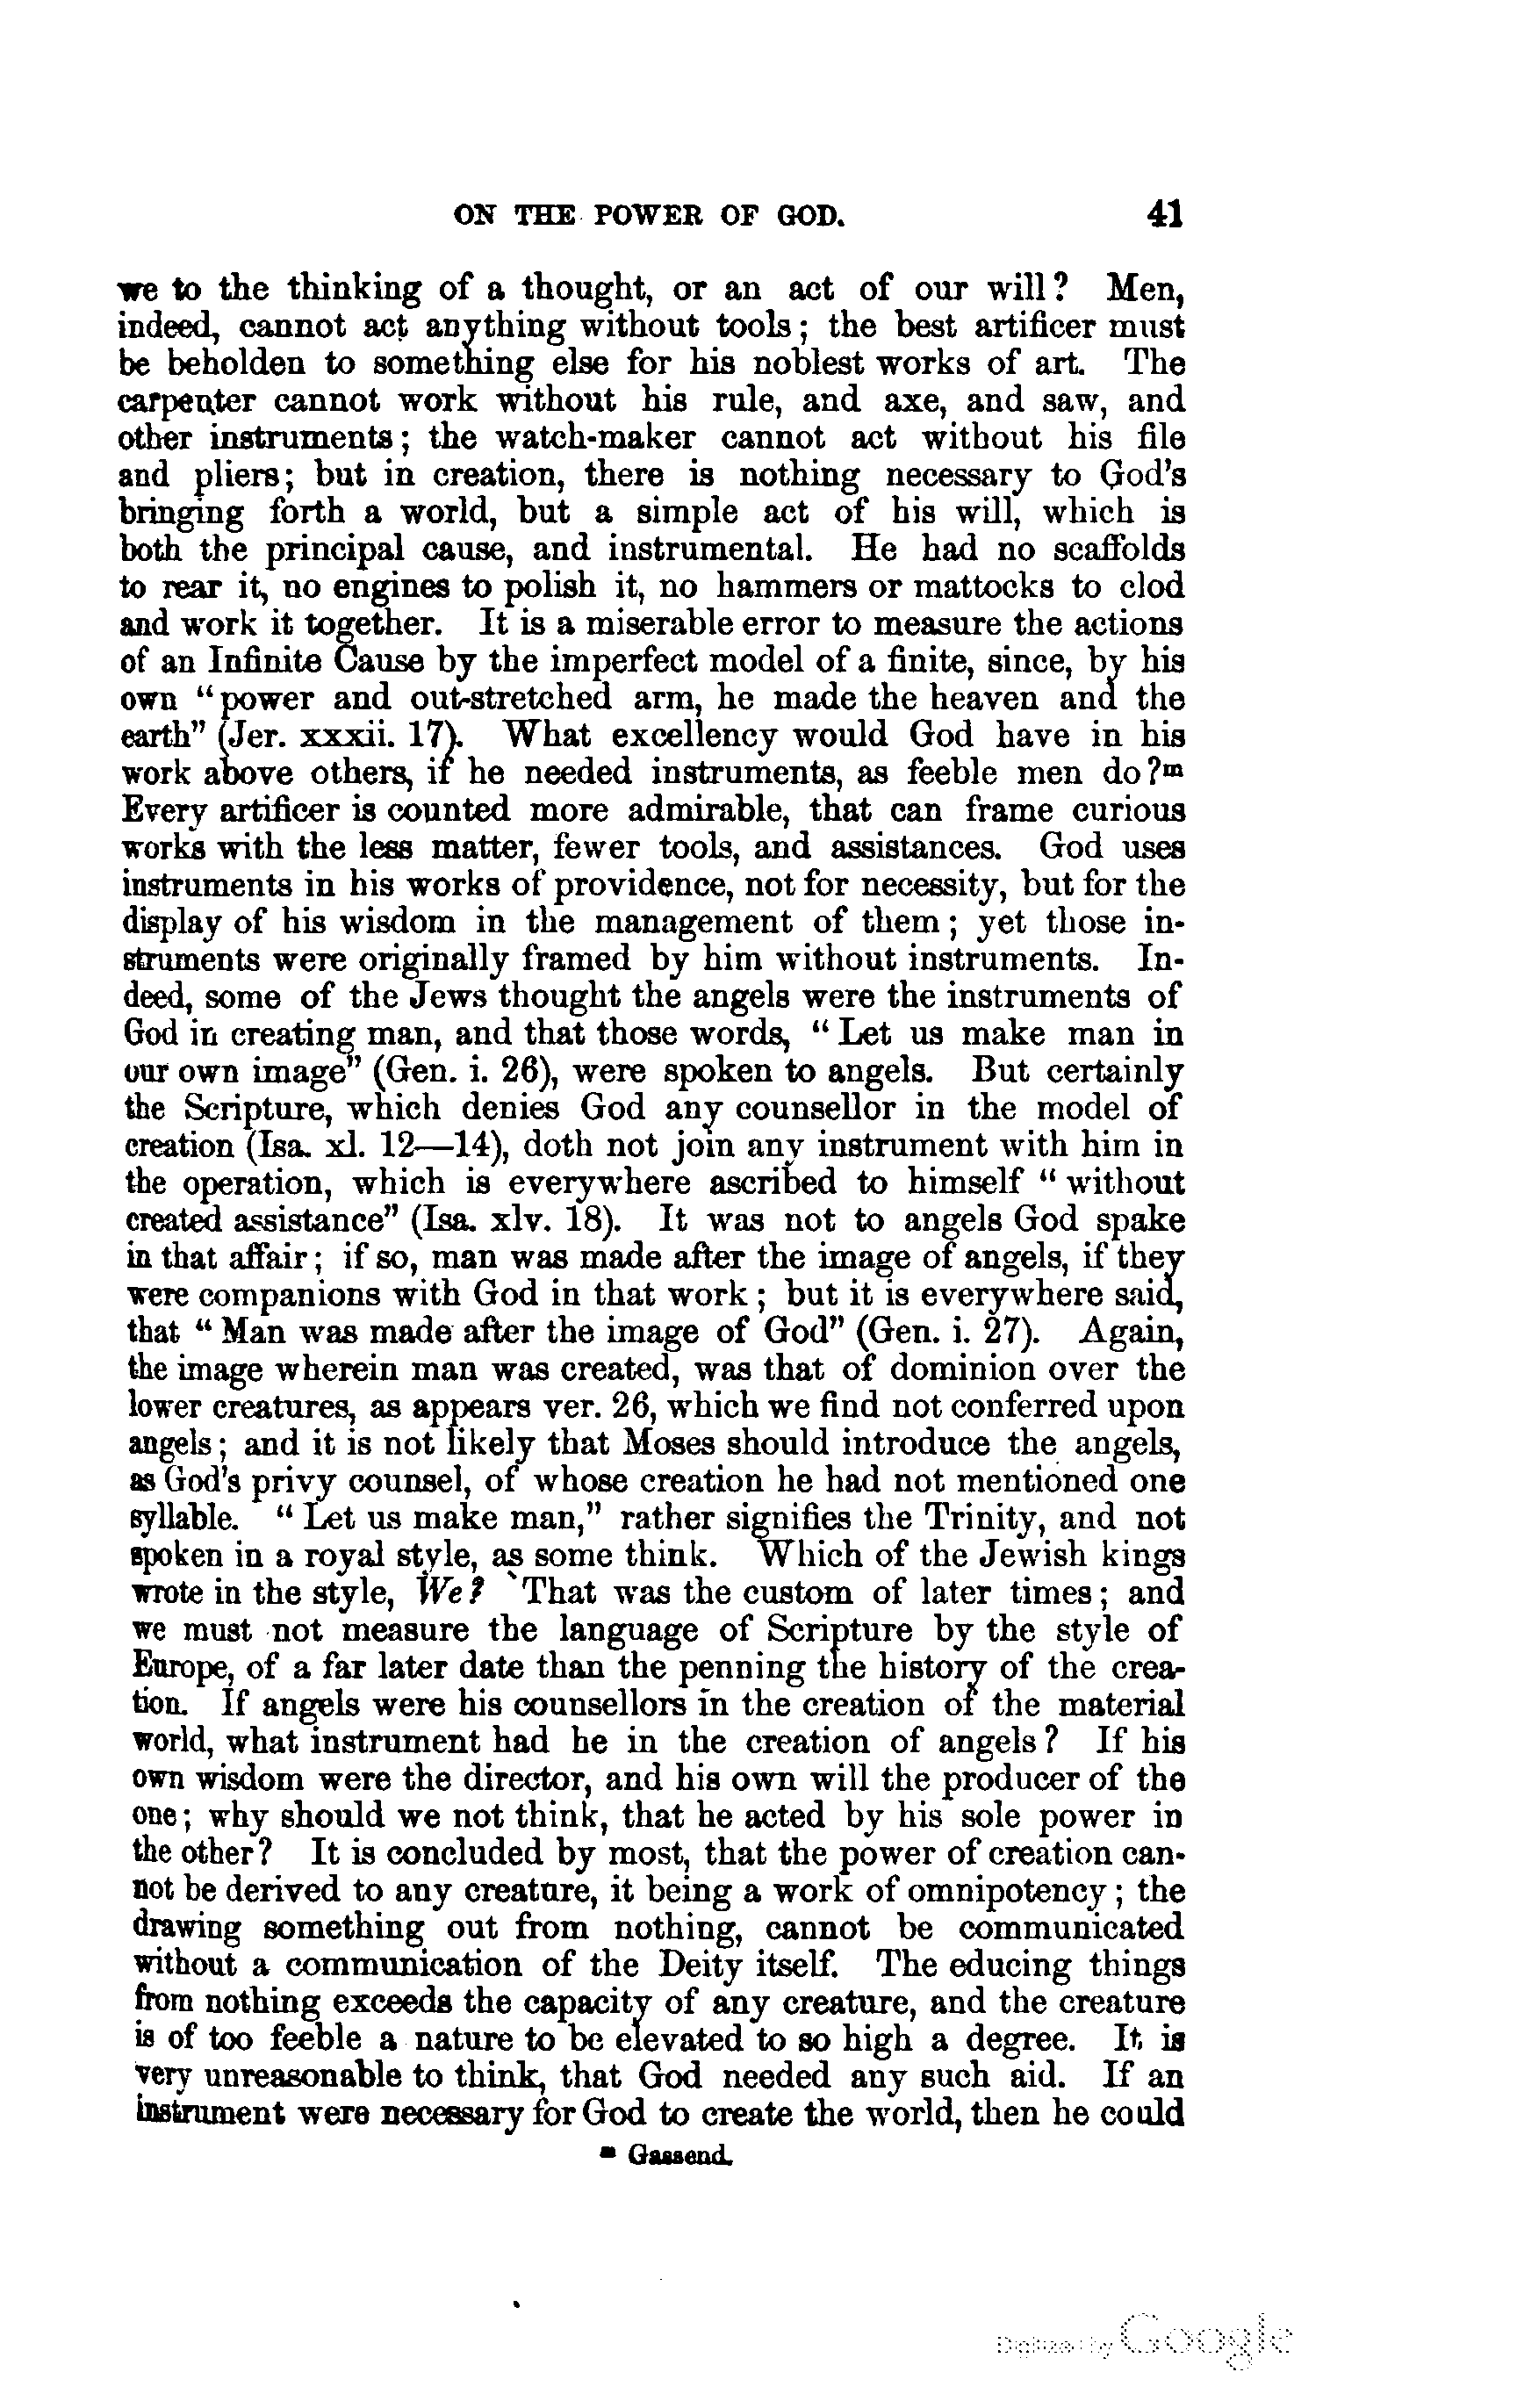 ON THE POWER OF GOD. 41
we to the thinking of a thought, or an act of our will? Men,
indeed, cannot act anything without tools; the best artificer must
be beholden to something else for his noblest works of art. The
carpenter cannot work without his rule, and axe, and saw, and
other instruments; the watch-maker cannot act without his file
and pliers; but in creation, there is nothing necessary to God's
bringing forth a world, but a simple act of his will, which is
both the principal cause, and instrumental. He had no scaffolds
to rear it, no engines to polish it, no hammers or mattocks to clod
and work it together. It is a miserable error to measure the actions
of an Infinite Cause by the imperfect model of a finite, since, by his
own "power and out-stretched arm, he made the heaven and the
earth" (Jer. xxxii. 17). What excellency would God have in his
work above others, if he needed instruments, as feeble men do?ᵐ
Every artificer is counted more admirable, that can frame curious
works with the less matter, fewer tools, and assistances. God uses
instruments in his works of providence, not for necessity, but for the
display of his wisdom in the management of them; yet those in-
struments were originally framed by him without instruments. In-
deed, some of the Jews thought the angels were the instruments of
God in creating man, and that those words, "Let us make man in
our own image" (Gen. i. 26), were spoken to angels. But certainly
the Scripture, which denies God any counsellor in the model of
creation (Isa. xl. 12—14), doth not join any instrument with him in
the operation, which is everywhere ascribed to himself "without
created assistance" (Isa. xlv. 18). It was not to angels God spake
in that affair; if so, man was made after the image of angels, if they
were companions with God in that work; but it is everywhere said,
that "Man was made after the image of God" (Gen. i. 27). Again,
the image wherein man was created, was that of dominion over the
lower creatures, as appears ver. 26, which we find not conferred upon
angels; and it is not likely that Moses should introduce the angels,
as God's privy counsel, of whose creation he had not mentioned one
syllable. "Let us make man," rather signifies the Trinity, and not
spoken in a royal style, as some think. Which of the Jewish kings
wrote in the style, We? That was the custom of later times; and
we must not measure the language of Scripture by the style of
Europe, of a far later date than the penning the history of the crea-
tion. If angels were his counsellors in the creation of the material
world, what instrument had he in the creation of angels? If his
own wisdom were the director, and his own will the producer of the
one; why should we not think, that he acted by his sole power in
the other? It is concluded by most, that the power of creation can-
not be derived to any creature, it being a work of omnipotency; the
drawing something out from nothing, cannot be communicated
without a communication of the Deity itself. The educing things
from nothing exceeds the capacity of any creature, and the creature
is of too feeble a nature to be elevated to so high a degree. It is
very unreasonable to think, that God needed any such aid. If an
instrument were necessary for God to create the world, then he could
ᵐ Gassend.
Digitized by Google